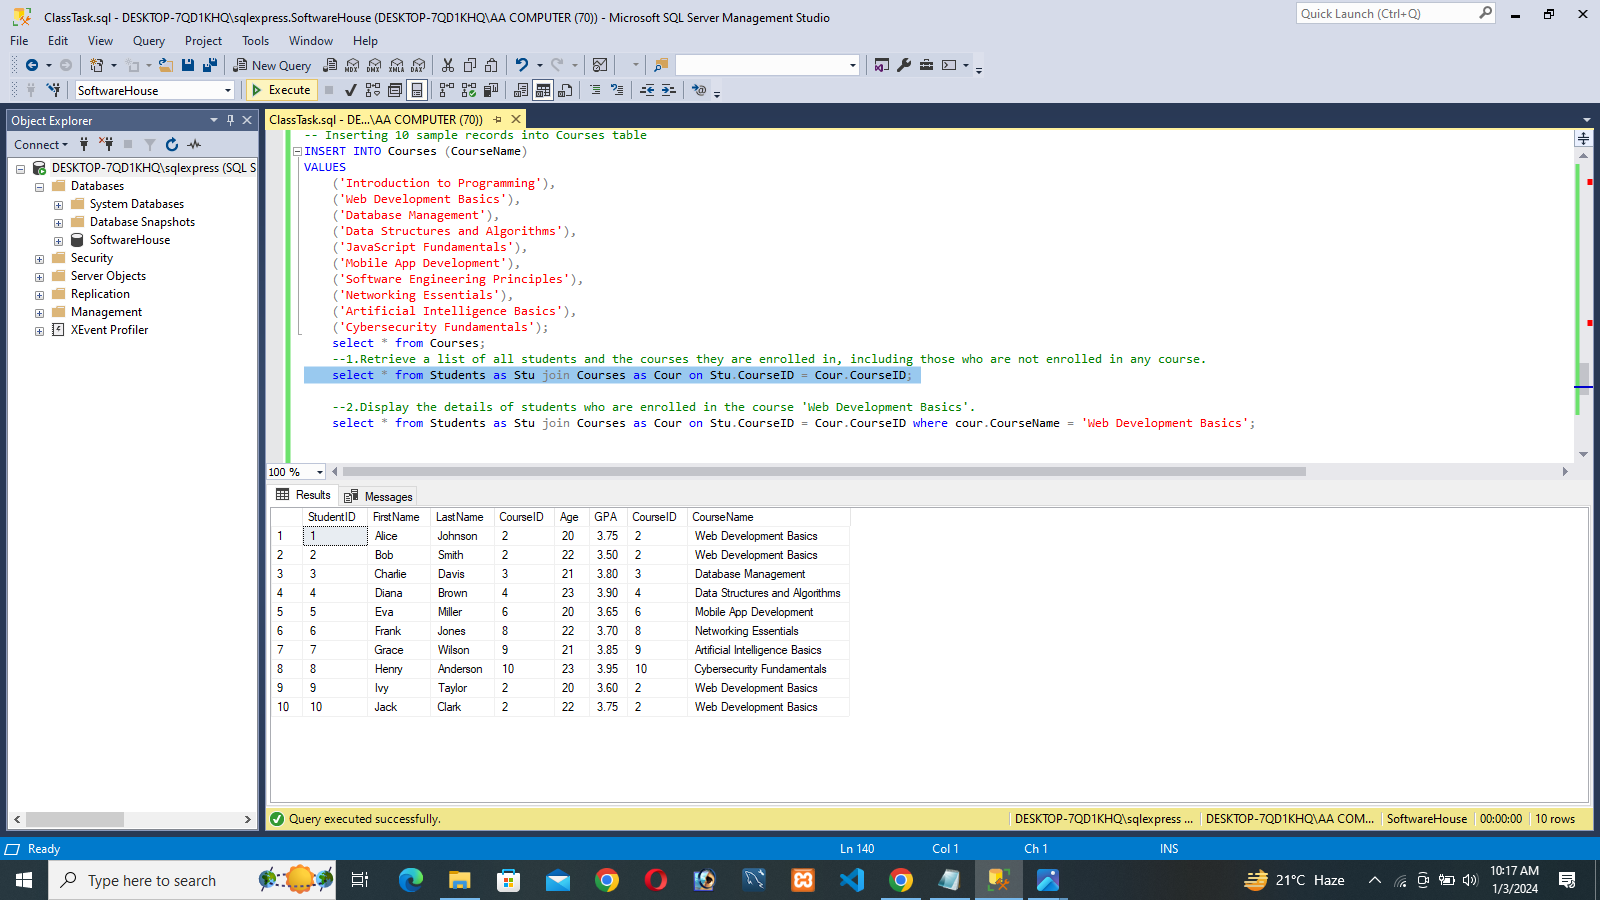 ClassTask.sql - DESKTOP-7QD1KHQ\sqlexpress.SoftwareHouse (DESKTOP-7QD1KHQ\AA COMPUTER (70)) - Microsoft SQL Server Management Studio
Quick Launch (Ctrl+Q)
File Edit View Query Project Tools Window Help
New Query MDX DMX XMLA DAX
SoftwareHouse Execute
Object Explorer
ClassTask.sql - DE...\AA COMPUTER (70))
Connect
DESKTOP-7QD1KHQ\sqlexpress (SQL S
Databases
System Databases
Database Snapshots
SoftwareHouse
Security
Server Objects
Replication
Management
XEvent Profiler
-- Inserting 10 sample records into Courses table
INSERT INTO Courses (CourseName)
VALUES
('Introduction to Programming'),
('Web Development Basics'),
('Database Management'),
('Data Structures and Algorithms'),
('JavaScript Fundamentals'),
('Mobile App Development'),
('Software Engineering Principles'),
('Networking Essentials'),
('Artificial Intelligence Basics'),
('Cybersecurity Fundamentals');
select * from Courses;
--1.Retrieve a list of all students and the courses they are enrolled in, including those who are not enrolled in any course.
select * from Students as Stu join Courses as Cour on Stu.CourseID = Cour.CourseID;
--2.Display the details of students who are enrolled in the course 'Web Development Basics'.
select * from Students as Stu join Courses as Cour on Stu.CourseID = Cour.CourseID where cour.CourseName = 'Web Development Basics';
100 %
Results Messages
StudentID FirstName LastName CourseID Age GPA CourseID CourseName
1 1 Alice Johnson 2 20 3.75 2 Web Development Basics
2 2 Bob Smith 2 22 3.50 2 Web Development Basics
3 3 Charlie Davis 3 21 3.80 3 Database Management
4 4 Diana Brown 4 23 3.90 4 Data Structures and Algorithms
5 5 Eva Miller 6 20 3.65 6 Mobile App Development
6 6 Frank Jones 8 22 3.70 8 Networking Essentials
7 7 Grace Wilson 9 21 3.85 9 Artificial Intelligence Basics
8 8 Henry Anderson 10 23 3.95 10 Cybersecurity Fundamentals
9 9 Ivy Taylor 2 20 3.60 2 Web Development Basics
10 10 Jack Clark 2 22 3.75 2 Web Development Basics
Query executed successfully. DESKTOP-7QD1KHQ\sqlexpress ... DESKTOP-7QD1KHQ\AA COM... SoftwareHouse 00:00:00 10 rows
Ready Ln 140 Col 1 Ch 1 INS
Type here to search
21°C Haze
10:17 AM
1/3/2024